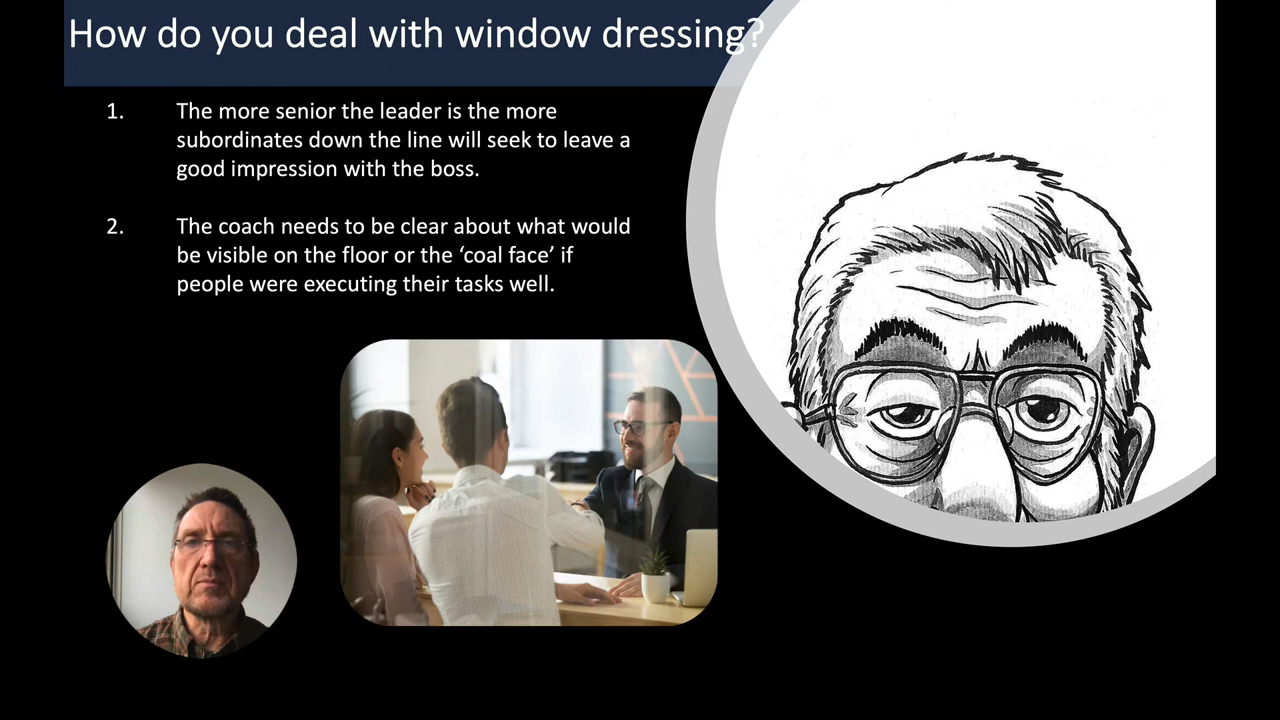 How do you deal with window dressing?
1. The more senior the leader is the more
subordinates down the line will seek to leave a
good impression with the boss.
2. The coach needs to be clear about what would
be visible on the floor or the ‘coal face’ if
people were executing their tasks well.